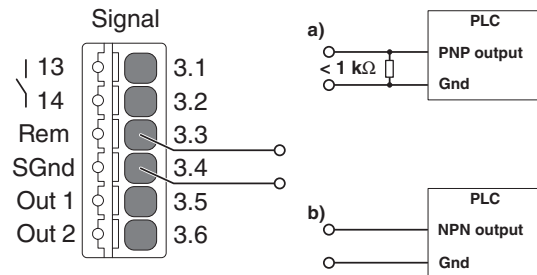 Signal
13
3.1
14
3.2
Rem
3.3
SGnd
3.4
Out 1
3.5
Out 2
3.6
a)
PLC
PNP output
< 1 kΩ
Gnd
b)
PLC
NPN output
Gnd